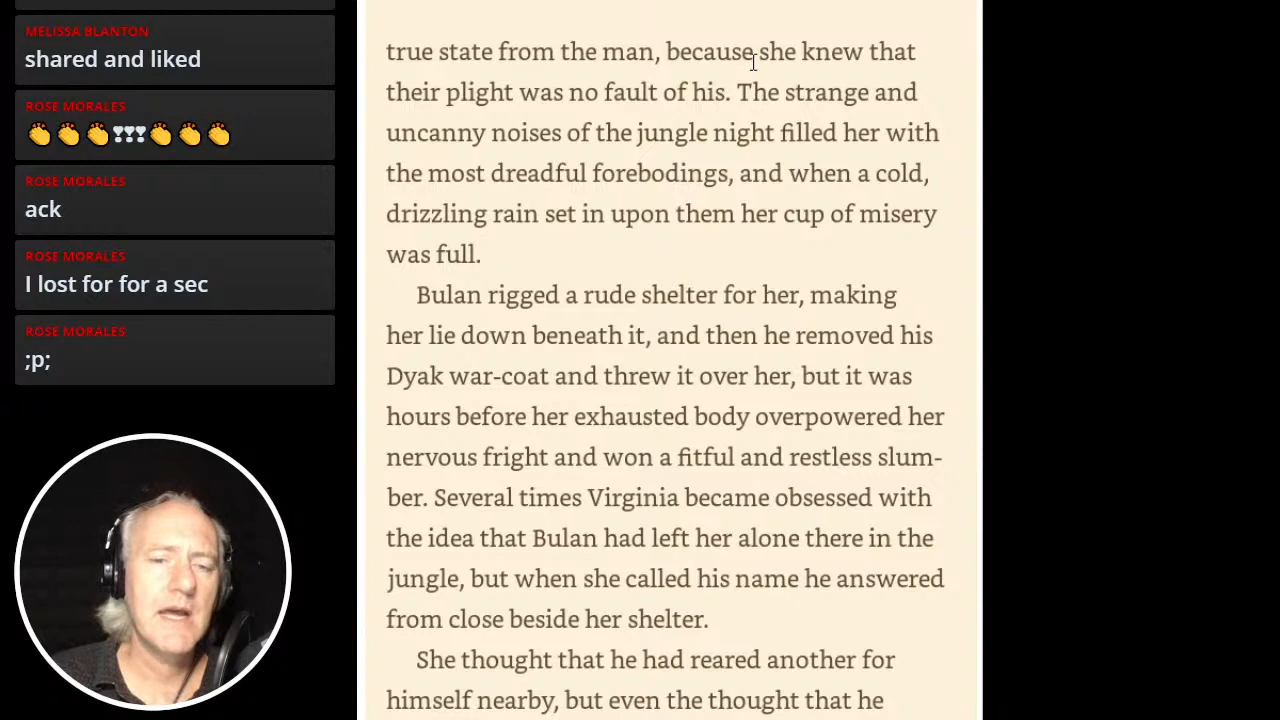 MELISSA BLANTON
shared and liked
ROSE MORALES
👏👏👏❣❣❣👏👏👏
ROSE MORALES
ack
ROSE MORALES
I lost for for a sec
ROSE MORALES
;p;
true state from the man, because she knew that
their plight was no fault of his. The strange and
uncanny noises of the jungle night filled her with
the most dreadful forebodings, and when a cold,
drizzling rain set in upon them her cup of misery
was full.
Bulan rigged a rude shelter for her, making
her lie down beneath it, and then he removed his
Dyak war-coat and threw it over her, but it was
hours before her exhausted body overpowered her
nervous fright and won a fitful and restless slum-
ber. Several times Virginia became obsessed with
the idea that Bulan had left her alone there in the
jungle, but when she called his name he answered
from close beside her shelter.
She thought that he had reared another for
himself nearby, but even the thought that he